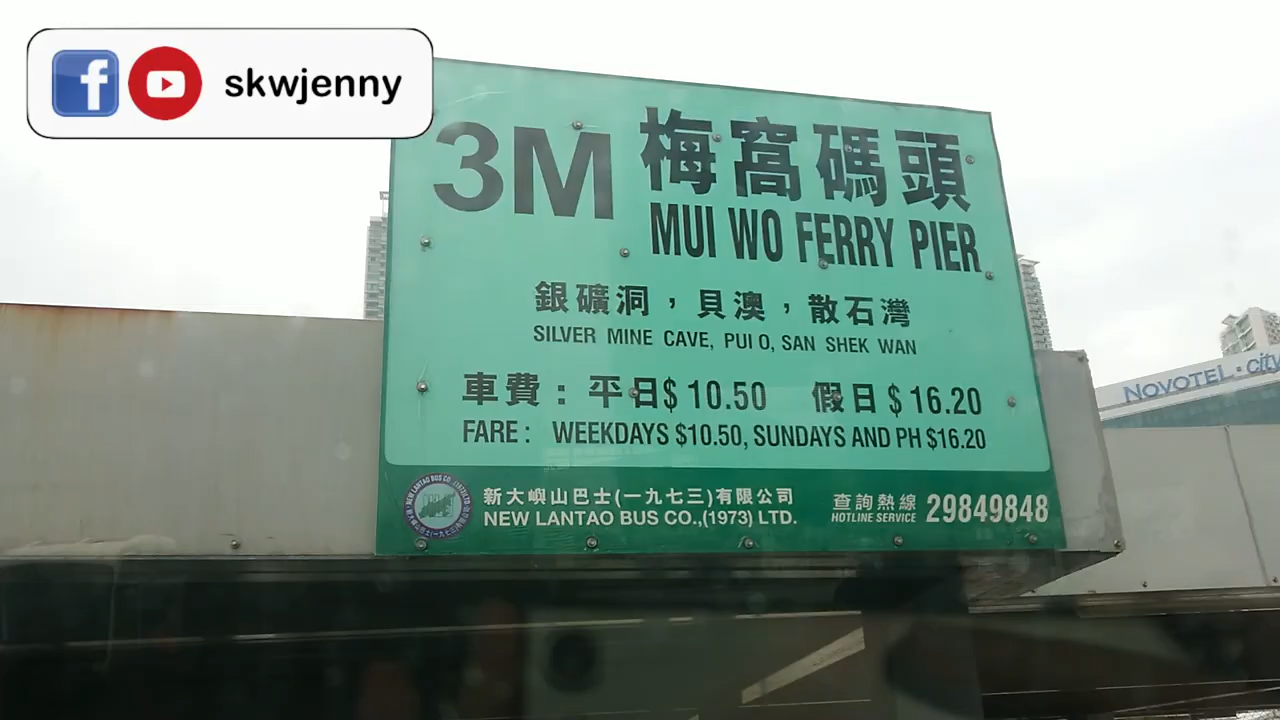 skwjenny
3M 梅窩碼頭
MUI WO FERRY PIER
銀礦洞，貝澳，散石灣
SILVER MINE CAVE, PUI O, SAN SHEK WAN
車費：平日$10.50 假日$16.20
FARE: WEEKDAYS $10.50, SUNDAYS AND PH $16.20
新大嶼山巴士(一九七三)有限公司
NEW LANTAO BUS CO.,(1973) LTD.
查詢熱線
HOTLINE SERVICE
29849848
NOVOTEL · city